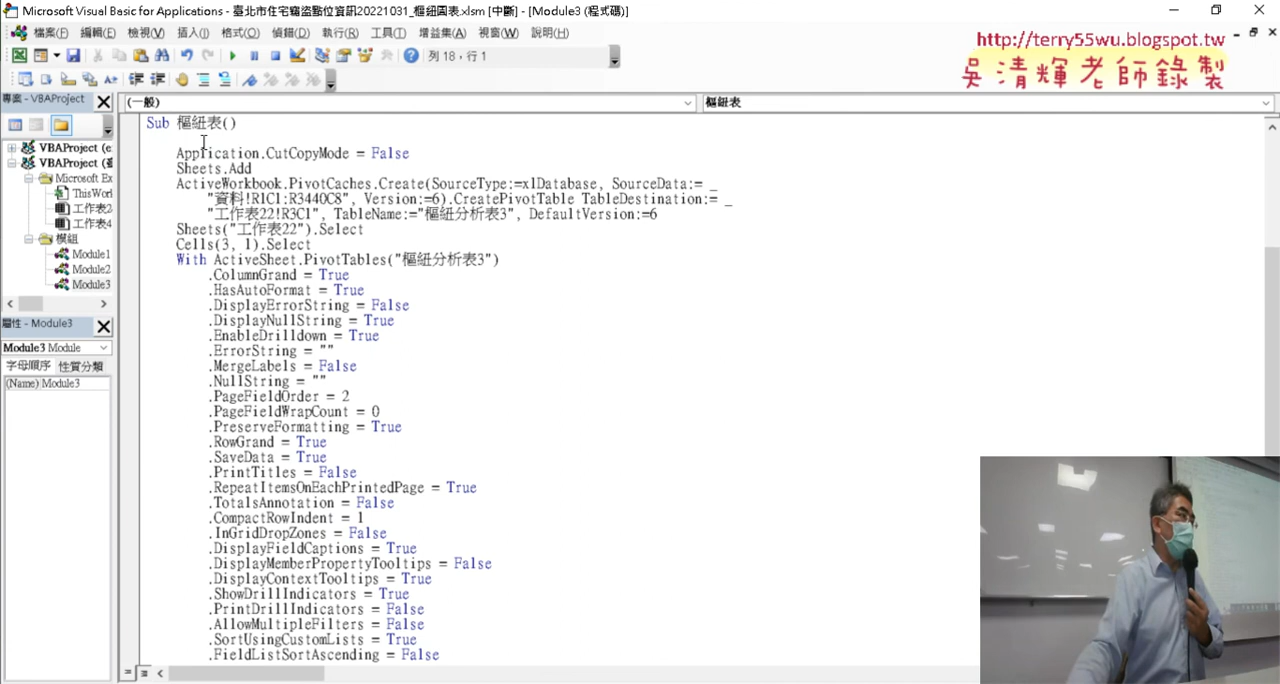 Microsoft Visual Basic for Applications - 臺北市住宅竊盜點位資訊20221031_樞紐圖表.xlsm [中斷] - [Module3 (程式碼)]
檔案(F) 編輯(E) 檢視(V) 插入(I) 格式(O) 偵錯(D) 執行(R) 工具(T) 增益集(A) 視窗(W) 說明(H)
http://terry55wu.blogspot.tw
吳清輝老師錄製
列 18，行 1
專案 - VBAProject
(一般)
樞紐表
VBAProject (e
VBAProject (臺
Microsoft Ex
ThisWork
工作表2
工作表4
模組
Module1
Module2
Module3
屬性 - Module3
Module3 Module
字母順序 性質分類
(Name) Module3
Sub 樞紐表()
Application.CutCopyMode = False
Sheets.Add
ActiveWorkbook.PivotCaches.Create(SourceType:=xlDatabase, SourceData:= _
"資料!R1C1:R3440C8", Version:=6).CreatePivotTable TableDestination:= _
"工作表22!R3C1", TableName:="樞紐分析表3", DefaultVersion:=6
Sheets("工作表22").Select
Cells(3, 1).Select
With ActiveSheet.PivotTables("樞紐分析表3")
.ColumnGrand = True
.HasAutoFormat = True
.DisplayErrorString = False
.DisplayNullString = True
.EnableDrilldown = True
.ErrorString = ""
.MergeLabels = False
.NullString = ""
.PageFieldOrder = 2
.PageFieldWrapCount = 0
.PreserveFormatting = True
.RowGrand = True
.SaveData = True
.PrintTitles = False
.RepeatItemsOnEachPrintedPage = True
.TotalsAnnotation = False
.CompactRowIndent = 1
.InGridDropZones = False
.DisplayFieldCaptions = True
.DisplayMemberPropertyTooltips = False
.DisplayContextTooltips = True
.ShowDrillIndicators = True
.PrintDrillIndicators = False
.AllowMultipleFilters = False
.SortUsingCustomLists = True
.FieldListSortAscending = False